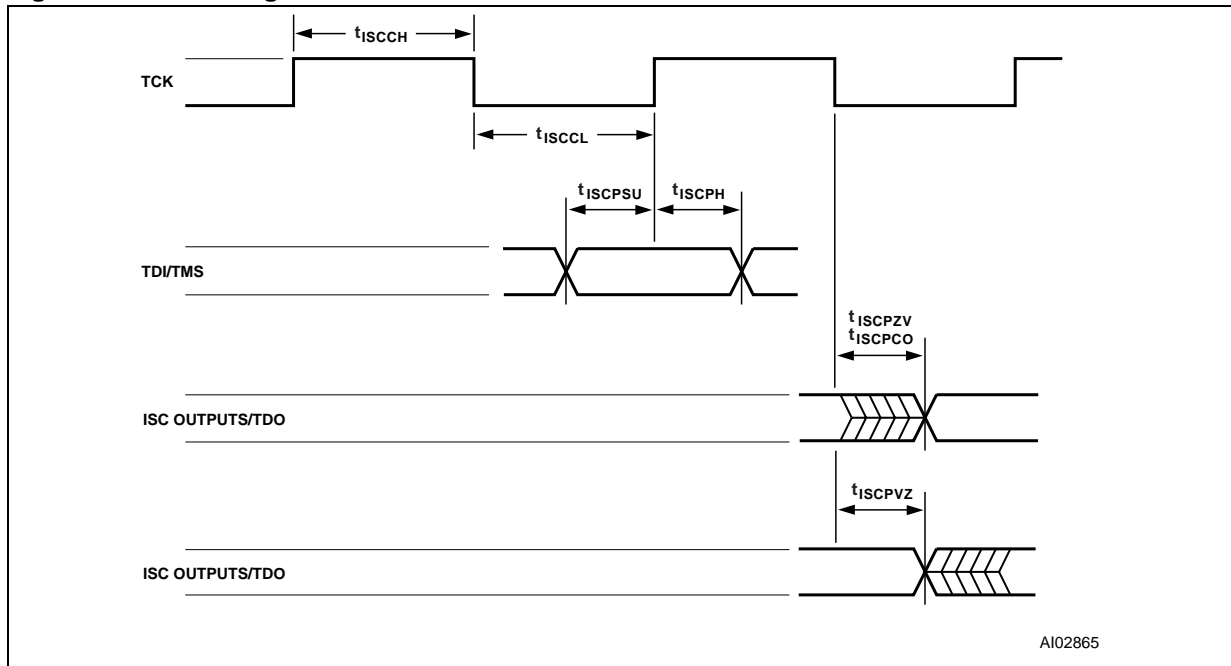 tISCCH
TCK
tISCCL
tISCPSU tISCPH
TDI/TMS
tISCPZV
tISCPCO
ISC OUTPUTS/TDO
tISCPVZ
ISC OUTPUTS/TDO
AI02865